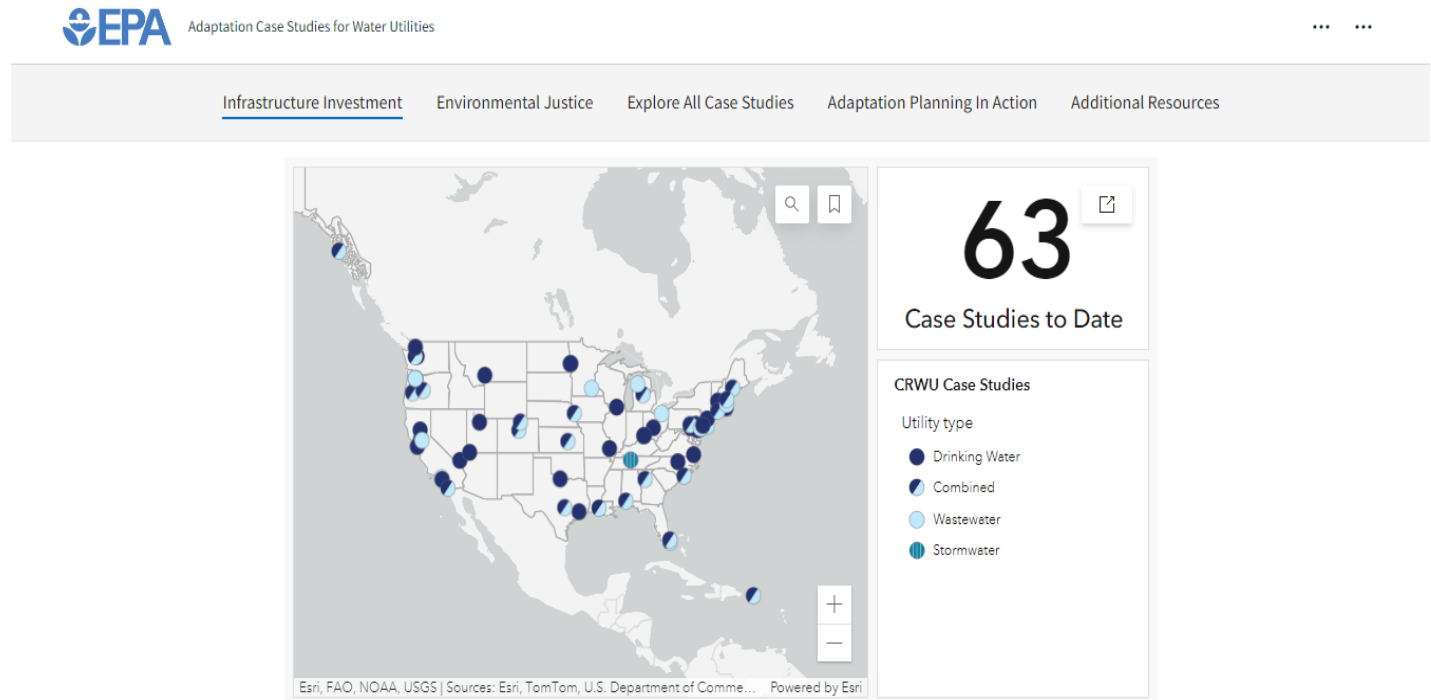 EPA Adaptation Case Studies for Water Utilities
Infrastructure Investment Environmental Justice Explore All Case Studies Adaptation Planning In Action Additional Resources
63
Case Studies to Date
CRWU Case Studies
Utility type
Drinking Water
Combined
Wastewater
Stormwater
Esri, FAO, NOAA, USGS | Sources: Esri, TomTom, U.S. Department of Comme... Powered by Esri